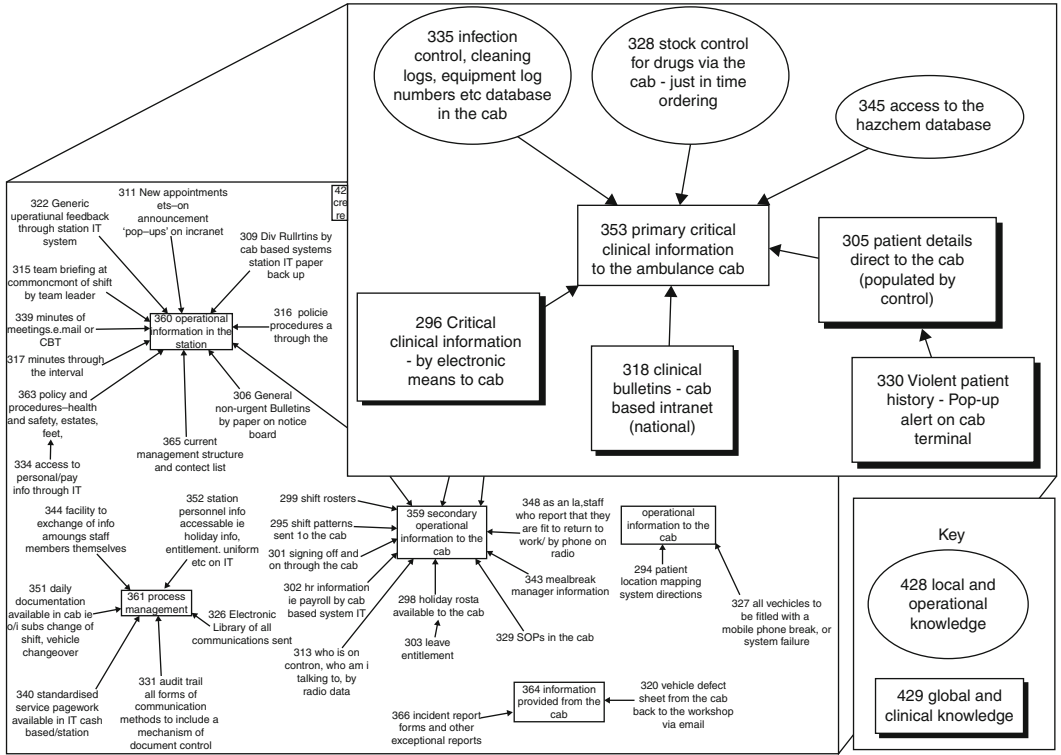 335 infection
control, cleaning
logs, equipment log
numbers etc database
in the cab
328 stock control
for drugs via the
cab - just in time
ordering
345 access to the
hazchem database
353 primary critical
clinical information
to the ambulance cab
305 patient details
direct to the cab
(populated by
control)
296 Critical
clinical information
- by electronic
means to cab
318 clinical
bulletins - cab
based intranet
(national)
330 Violent patient
history - Pop-up
alert on cab
terminal
311 New appointments
ets–on
announcement
‘pop–ups’ on incranet
42
cre
re
322 Generic
uperatiunal feedback
through station IT
system
309 Div Rullrtins by
cab based systems
station IT paper
back up
315 team briefing at
commoncmont of shift
by team leader
339 minutes of
meetings.e.mail or
CBT
360 operational
information in the
station
316 policie
procedures a
through the
317 minutes through
the interval
363 policy and
procedures–health
and safety, estates,
feet,
306 General
non-urgent Bulletins
by paper on notice
board
365 current
management structure
and contect list
334 access to
personal/pay
info through IT
344 facility to
exchange of info
amoungs staff
members themselves
352 station
personnel info
accessable ie
holiday info,
entitlement. uniform
etc on IT
351 daily
documentation
available in cab ie
o/i subs change of
shift, vehicle
changeover
361 process
management
326 Electronic
Library of all
communications sent
340 standardised
service pagework
available in IT cash
based/station
331 audit trail
all forms of
communication
methods to include a
mechanism of
document control
299 shift rosters
295 shift patterns
sent 1o the cab
301 signing off and
on through the cab
302 hr information
ie payroll by cab
based system IT
313 who is on
contron, who am i
talking to, by
radio data
359 secondary
operational
information to the
cab
298 holiday rosta
available to the cab
303 leave
entitlement
329 SOPs in the cab
343 mealbreak
manager information
348 as an la,staff
who report that they
are fit to return to
work/ by phone on
radio
operational
information to the
cab
294 patient
location mapping
system directions
327 all vechicles to
be fitted with a
mobile phone break, or
system failure
364 information
provided from the
cab
366 incident report
forms and other
exceptional reports
320 vehicle defect
sheet from the cab
back to the workshop
via email
Key
428 local and
operational
knowledge
429 global and
clinical knowledge